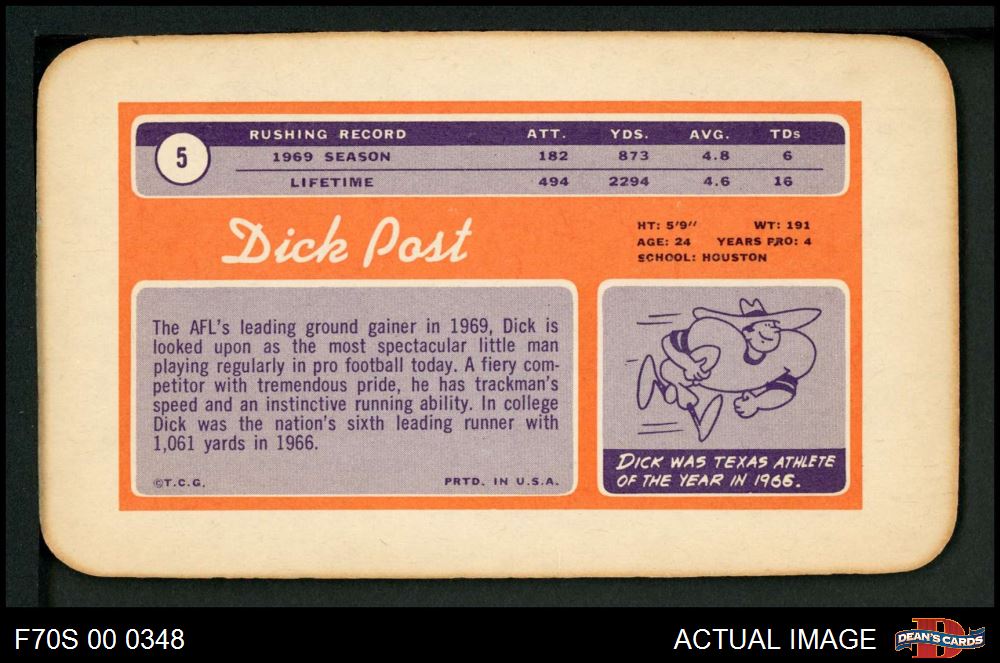 5
RUSHING RECORD ATT. YDS. AVG. TDs
1969 SEASON 182 873 4.8 6
LIFETIME 494 2294 4.6 16
Dick Post
HT: 5'9" WT: 191
AGE: 24 YEARS PRO: 4
SCHOOL: HOUSTON
The AFL's leading ground gainer in 1969, Dick is
looked upon as the most spectacular little man
playing regularly in pro football today. A fiery com-
petitor with tremendous pride, he has trackman's
speed and an instinctive running ability. In college
Dick was the nation's sixth leading runner with
1,061 yards in 1966.
©T.C.G. PRTD. IN U.S.A.
DICK WAS TEXAS ATHLETE
OF THE YEAR IN 1966.
F70S 00 0348
ACTUAL IMAGE
D
DEAN'S CARDS